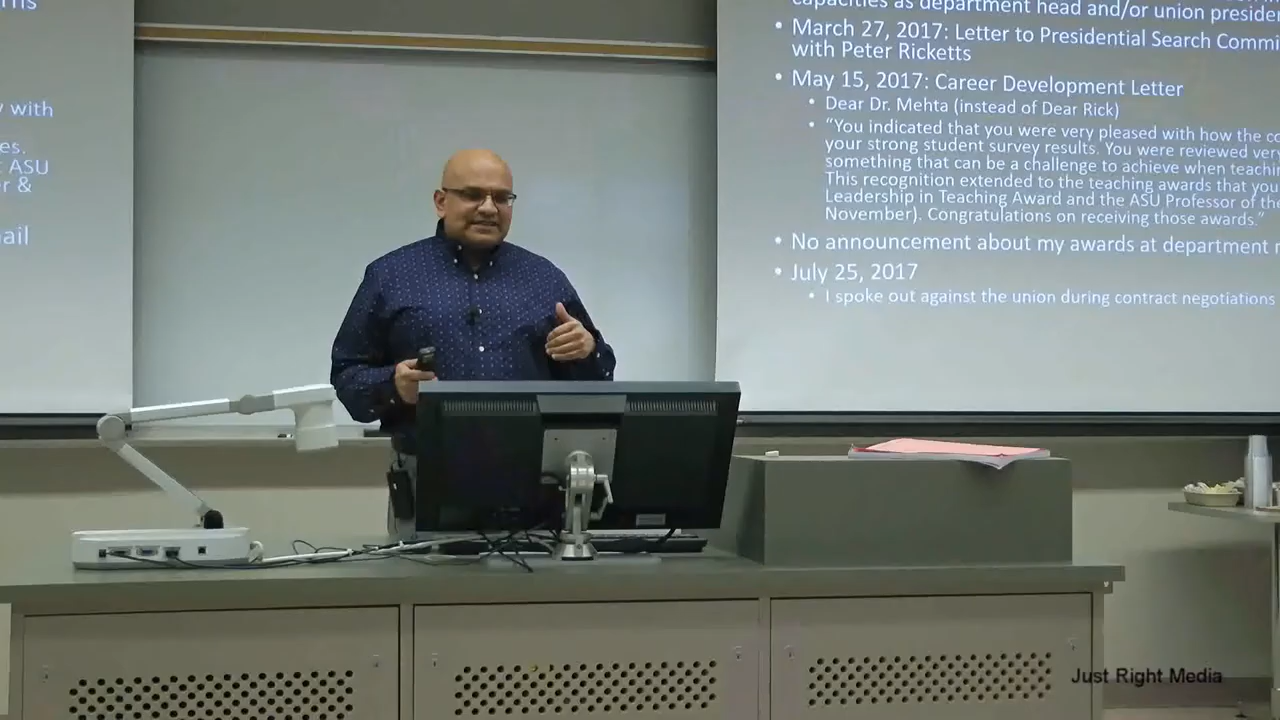 with
es.
ASU
r &
ail
capacities as department head and/or union presiden
March 27, 2017: Letter to Presidential Search Commi
with Peter Ricketts
May 15, 2017: Career Development Letter
Dear Dr. Mehta (instead of Dear Rick)
"You indicated that you were very pleased with how the co
your strong student survey results. You were reviewed very
something that can be a challenge to achieve when teachin
This recognition extended to the teaching awards that you
Leadership in Teaching Award and the ASU Professor of the
November). Congratulations on receiving those awards."
No announcement about my awards at department
July 25, 2017
I spoke out against the union during contract negotiations
Just Right Media